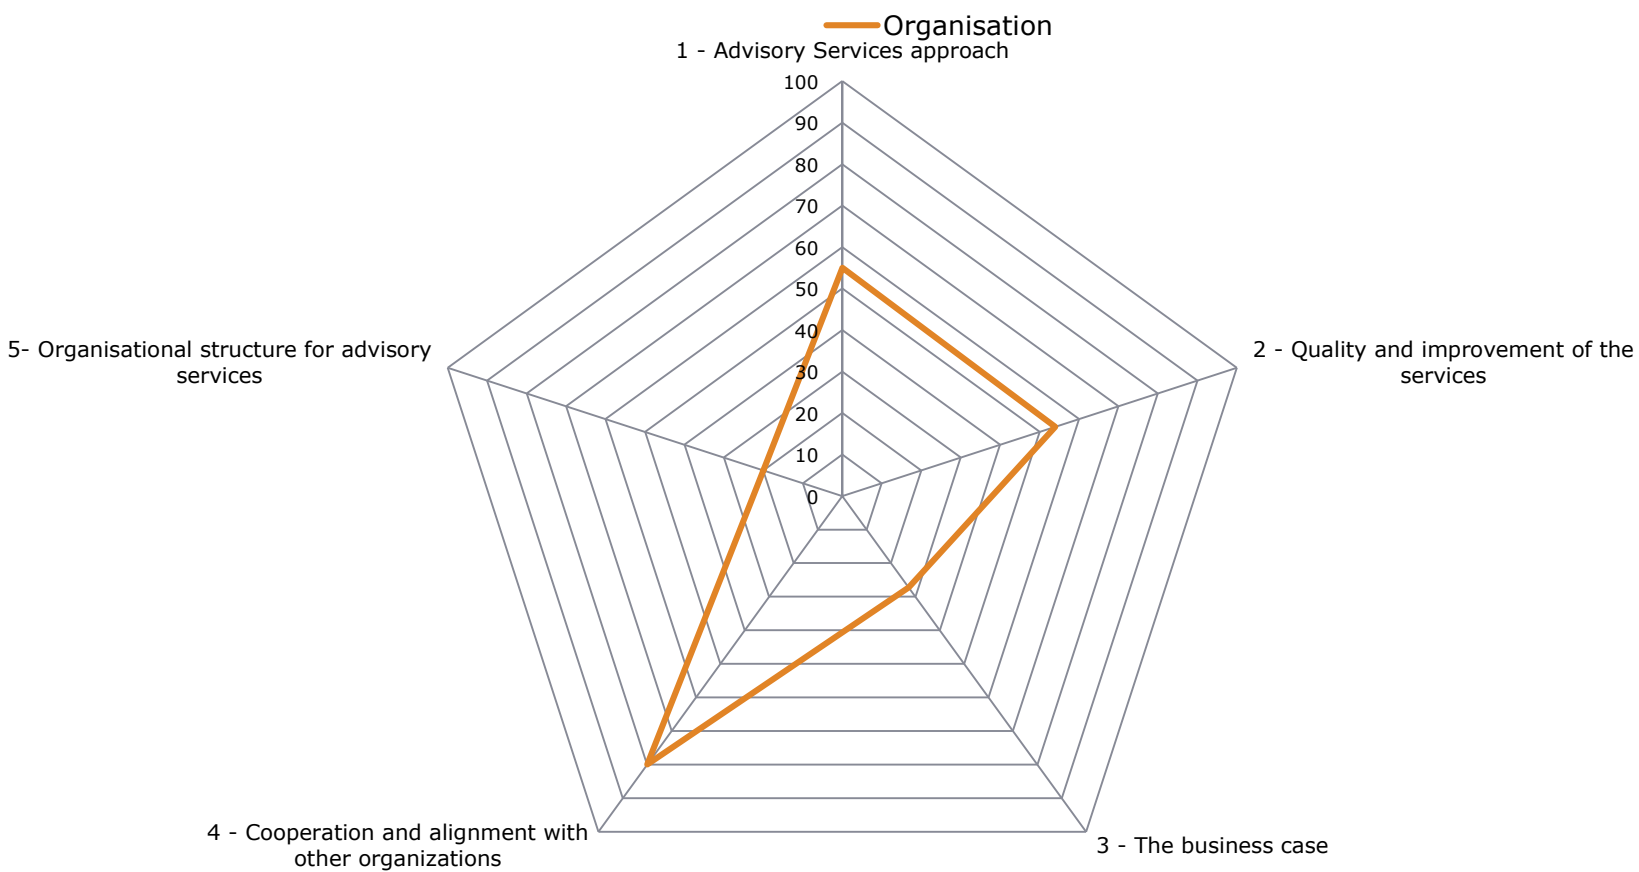 Organisation
1 - Advisory Services approach
100
90
80
70
60
50
40
30
20
10
0
5- Organisational structure for advisory
services
2 - Quality and improvement of the
services
4 - Cooperation and alignment with
other organizations
3 - The business case